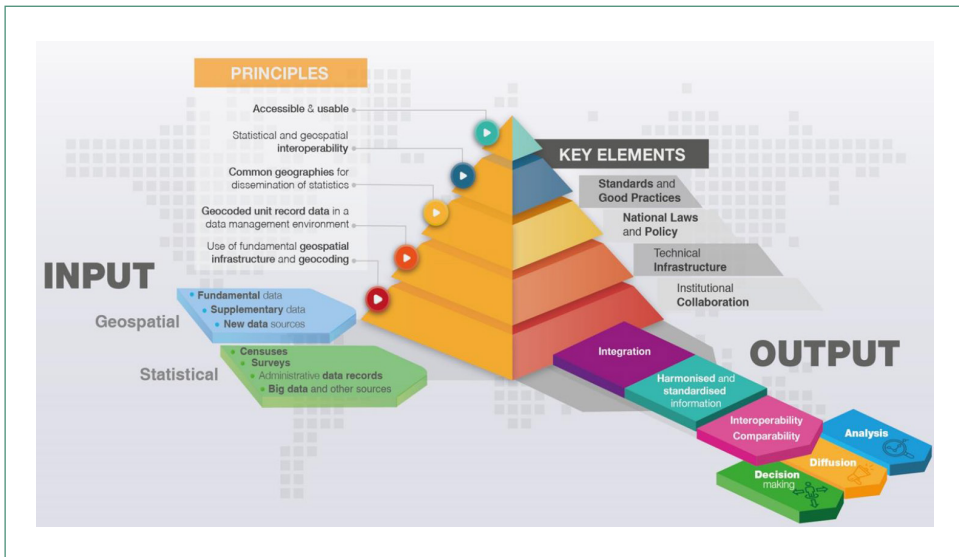 PRINCIPLES
Accessible & usable
Statistical and geospatial
interoperability
Common geographies for
dissemination of statistics
Geocoded unit record data in a
data management environment
Use of fundamental geospatial
infrastructure and geocoding
KEY ELEMENTS
Standards and
Good Practices
National Laws
and Policy
Technical
Infrastructure
Institutional
Collaboration
INPUT
Geospatial
Fundamental data
Supplementary data
New data sources
Statistical
Censuses
Surveys
Administrative data records
Big data and other sources
OUTPUT
Integration
Harmonised and
standardised
information
Interoperability
Comparability
Analysis
Diffusion
Decision
making